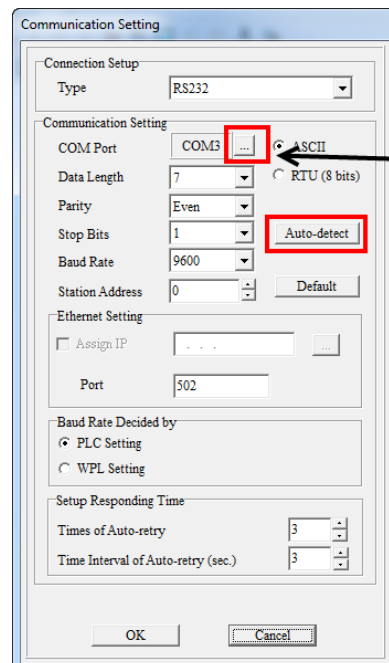 Communication Setting
Connection Setup
Type RS232
Communication Setting
COM Port COM3 ... ASCII
Data Length 7 RTU (8 bits)
Parity Even
Stop Bits 1 Auto-detect
Baud Rate 9600
Station Address 0 Default
Ethernet Setting
Assign IP . . . ...
Port 502
Baud Rate Decided by
PLC Setting
WPL Setting
Setup Responding Time
Times of Auto-retry 3
Time Interval of Auto-retry (sec.) 3
OK Cancel